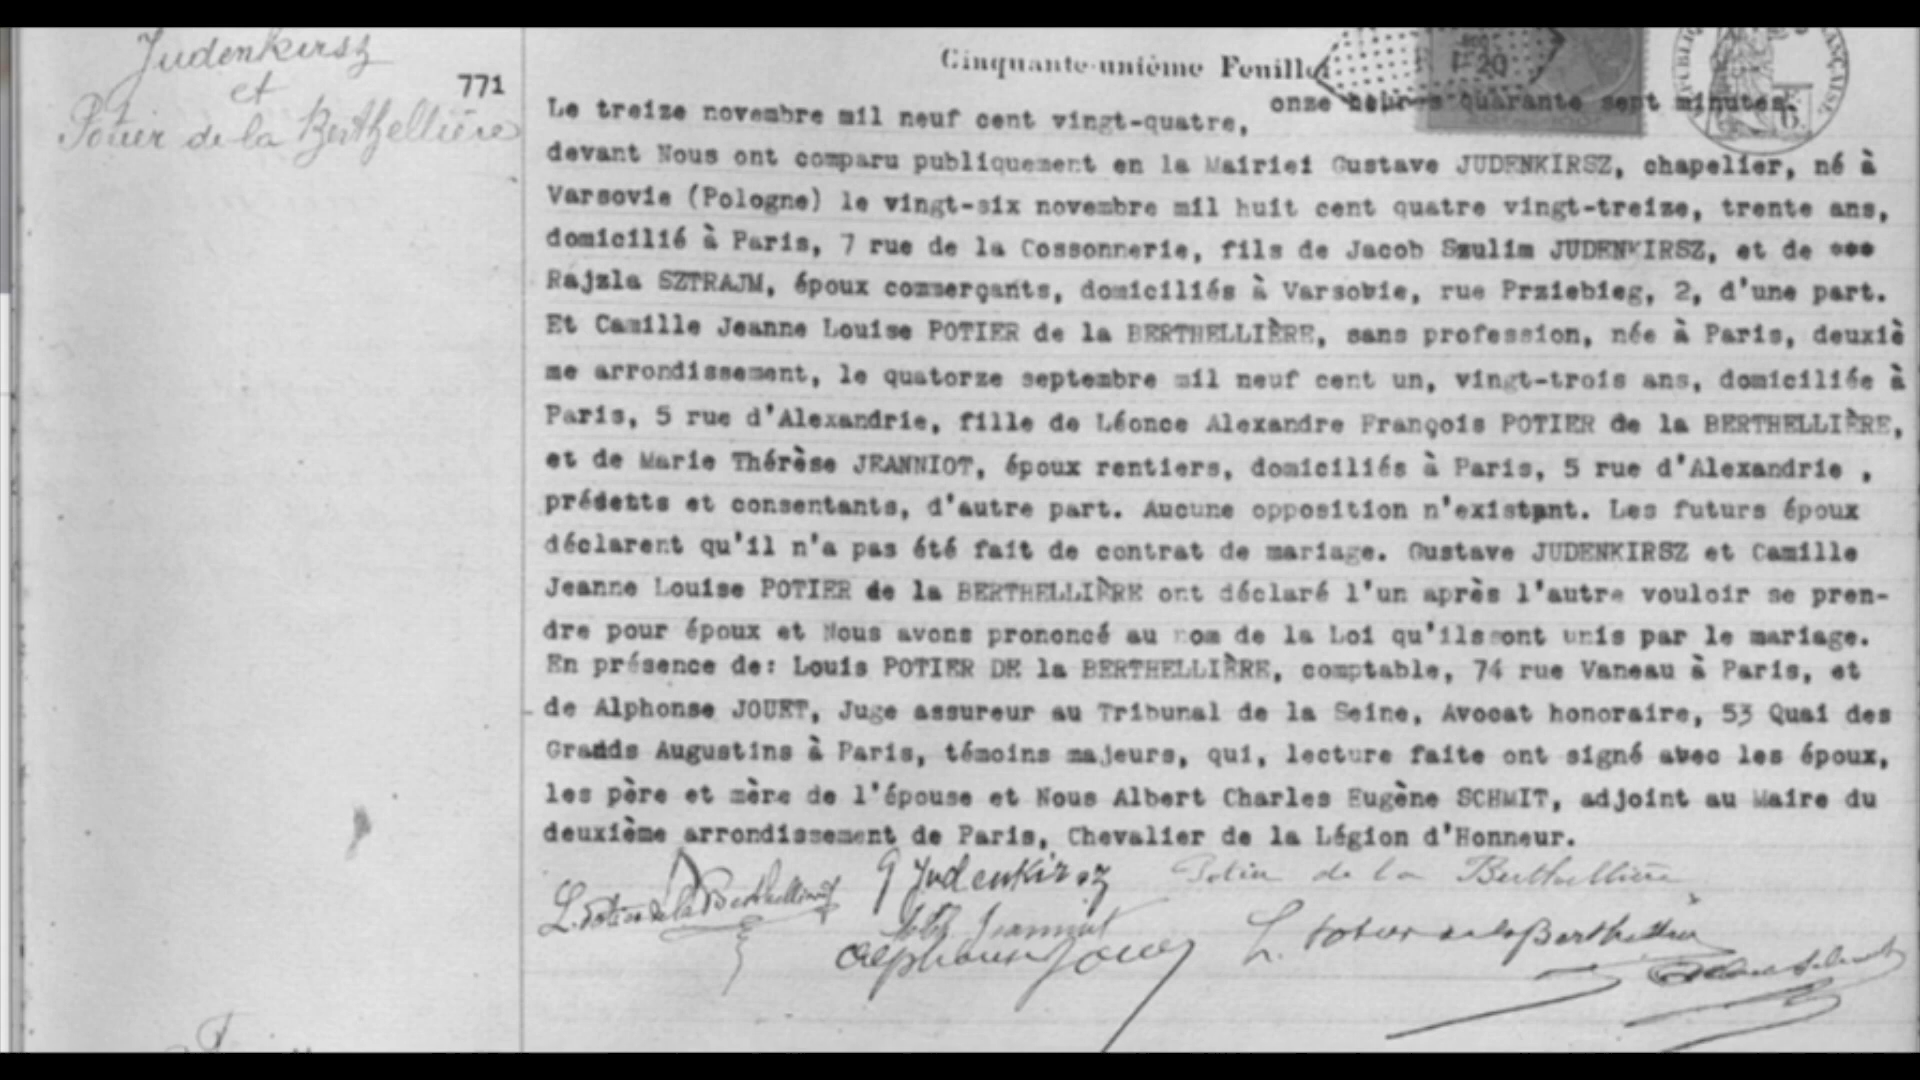 Judenkirsz
et
Potier de la Berthellière
771
Cinquante-unième Feuillet
F 20
Le treize novembre mil neuf cent vingt-quatre, onze heures quarante sept minutes.
devant Nous ont comparu publiquement en la Mairiei Gustave JUDENKIRSZ, chapelier, né à
Varsovie (Pologne) le vingt-six novembre mil huit cent quatre vingt-treize, trente ans,
domicilié à Paris, 7 rue de la Cossonnerie, fils de Jacob Szulim JUDENKIRSZ, et de ***
Rajzla SZTRAJM, époux commerçants, domiciliés à Varsovie, rue Prziebieg, 2, d'une part.
Et Camille Jeanne Louise POTIER de la BERTHELLIÈRE, sans profession, née à Paris, deuxiè
me arrondissement, le quatorze septembre mil neuf cent un, vingt-trois ans, domiciliée à
Paris, 5 rue d'Alexandrie, fille de Léonce Alexandre François POTIER de la BERTHELLIÈRE,
et de Marie Thérèse JEANNIOT, époux rentiers, domiciliés à Paris, 5 rue d'Alexandrie ,
présents et consentants, d'autre part. Aucune opposition n'existant. Les futurs époux
déclarent qu'il n'a pas été fait de contrat de mariage. Gustave JUDENKIRSZ et Camille
Jeanne Louise POTIER de la BERTHELLIÈRE ont déclaré l'un après l'autre vouloir se pren-
dre pour époux et Nous avons prononcé au nom de la Loi qu'ils sont unis par le mariage.
En présence de: Louis POTIER DE la BERTHELLIÈRE, comptable, 74 rue Vaneau à Paris, et
de Alphonse JOUET, Juge assureur au Tribunal de la Seine, Avocat honoraire, 53 Quai des
Grands Augustins à Paris, témoins majeurs, qui, lecture faite ont signé avec les époux,
les père et mère de l'épouse et Nous Albert Charles Eugène SCHMIT, adjoint au Maire du
deuxième arrondissement de Paris, Chevalier de la Légion d'Honneur.
L. Potier de la Berthellière G Judenkirsz Potier de la Berthellière
Jeanniot
Alphonse Jouet L. Potier de la Berthellière